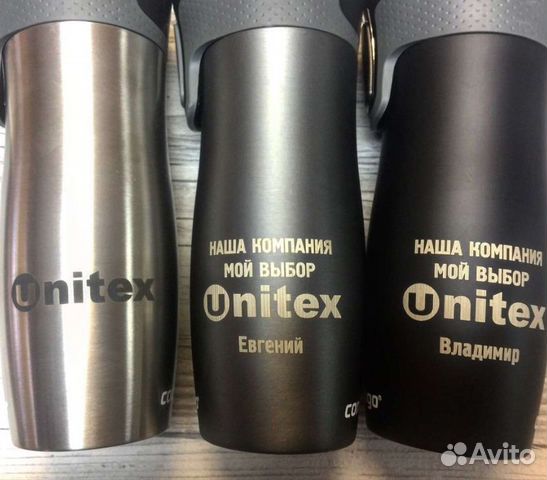 Unitex
НАША КОМПАНИЯ
МОЙ ВЫБОР
Unitex
Евгений
НАША КОМПАНИЯ
МОЙ ВЫБОР
Unitex
Владимир
Avito